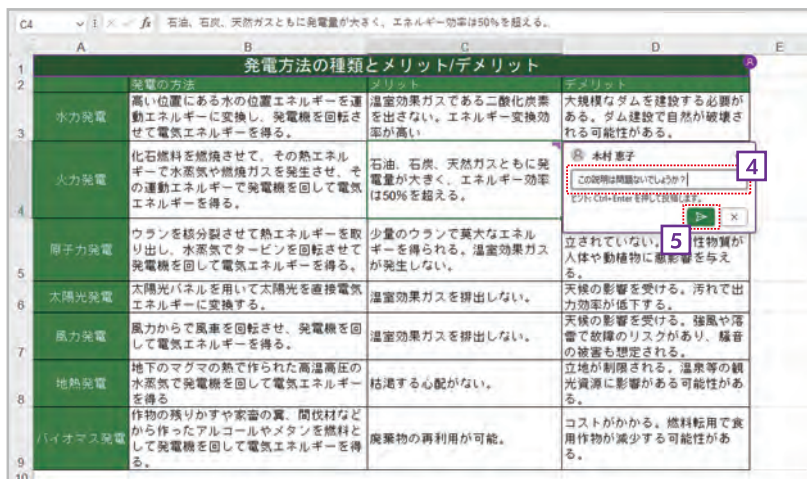 C4 fx 石油、石炭、天然ガスともに発電量が大きく、エネルギー効率は50%を超える。
A B C D E
1 発電方法の種類とメリット/デメリット
2 発電の方法 メリット デメリット
3 水力発電
高い位置にある水の位置エネルギーを運
動エネルギーに変換し、発電機を回転さ
せて電気エネルギーを得る。
温室効果ガスである二酸化炭素
を出さない。エネルギー変換効
率が高い
大規模なダムを建設する必要が
ある。ダム建設で自然が破壊さ
れる可能性がある。
4 火力発電
化石燃料を燃焼させて、その熱エネル
ギーで水蒸気や燃焼ガスを発生させ、そ
の運動エネルギーで発電機を回して電気
エネルギーを得る。
石油、石炭、天然ガスともに発
電量が大きく、エネルギー効率
は50%を超える。
木村 恵子
この説明は問題ないでしょうか?
4
ヒント: Ctrl+Enter を押して投稿します。
5
5 原子力発電
ウランを核分裂させて熱エネルギーを取
り出し、水蒸気でタービンを回転させて
発電機を回して電気エネルギーを得る。
少量のウランで莫大なエネル
ギーを得られる。温室効果ガス
が発生しない。
立されていない。 性物質が
人体や動植物に悪影響を与え
る。
6 太陽光発電
太陽光パネルを用いて太陽光を直接電気
エネルギーに変換する。
温室効果ガスを排出しない。
天候の影響を受ける。汚れで出
力効率が低下する。
7 風力発電
風力からで風車を回転させ、発電機を回
して電気エネルギーを得る。
温室効果ガスを排出しない。
天候の影響を受ける。強風や落
雷で故障のリスクがあり、騒音
の被害も想定される。
8 地熱発電
地下のマグマの熱で作られた高温高圧の
水蒸気で発電機を回して電気エネルギー
を得る
枯渇する心配がない。
立地が制限される。温泉等の観
光資源に影響がある可能性があ
る。
9 バイオマス発電
作物の残りかすや家畜の糞、間伐材など
から作ったアルコールやメタンを燃料と
して発電機を回して電気エネルギーを得
る。
廃棄物の再利用が可能。
コストがかかる。燃料転用で食
用作物が減少する可能性があ
る。
10